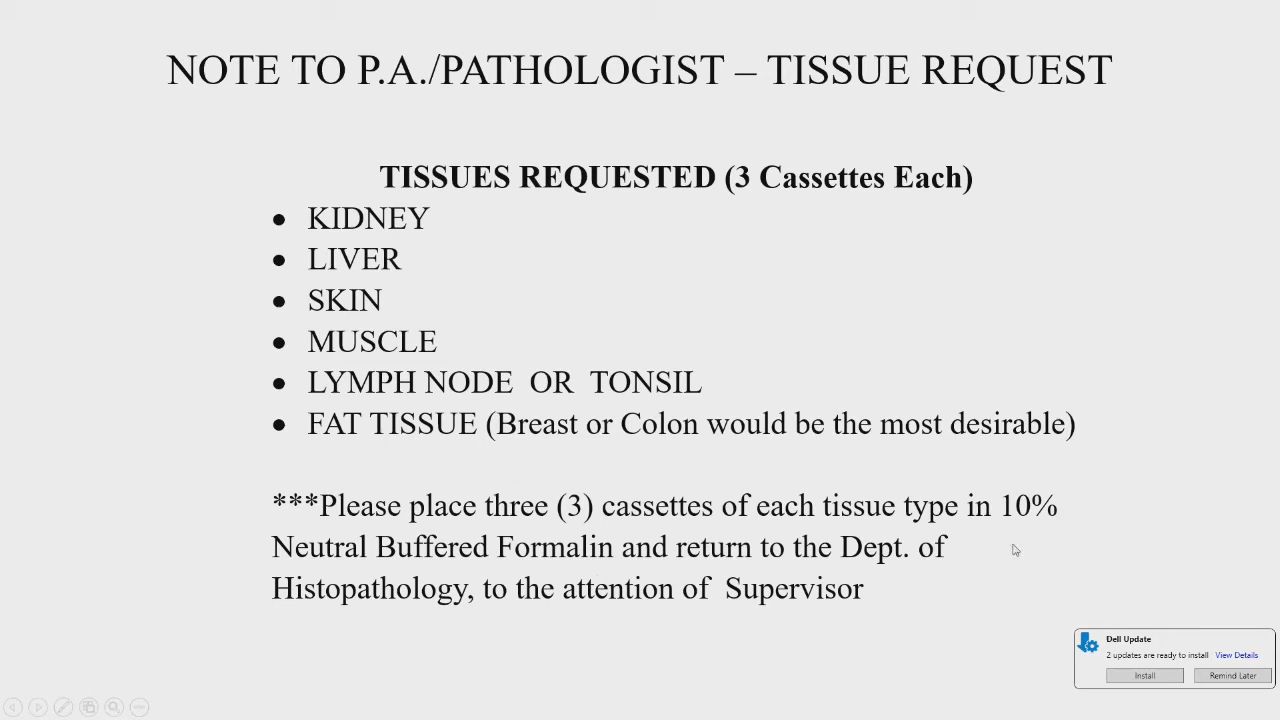 NOTE TO P.A./PATHOLOGIST – TISSUE REQUEST
TISSUES REQUESTED (3 Cassettes Each)
• KIDNEY
• LIVER
• SKIN
• MUSCLE
• LYMPH NODE OR TONSIL
• FAT TISSUE (Breast or Colon would be the most desirable)
***Please place three (3) cassettes of each tissue type in 10%
Neutral Buffered Formalin and return to the Dept. of
Histopathology, to the attention of Supervisor
Dell Update
2 updates are ready to install View Details
Install Remind Later